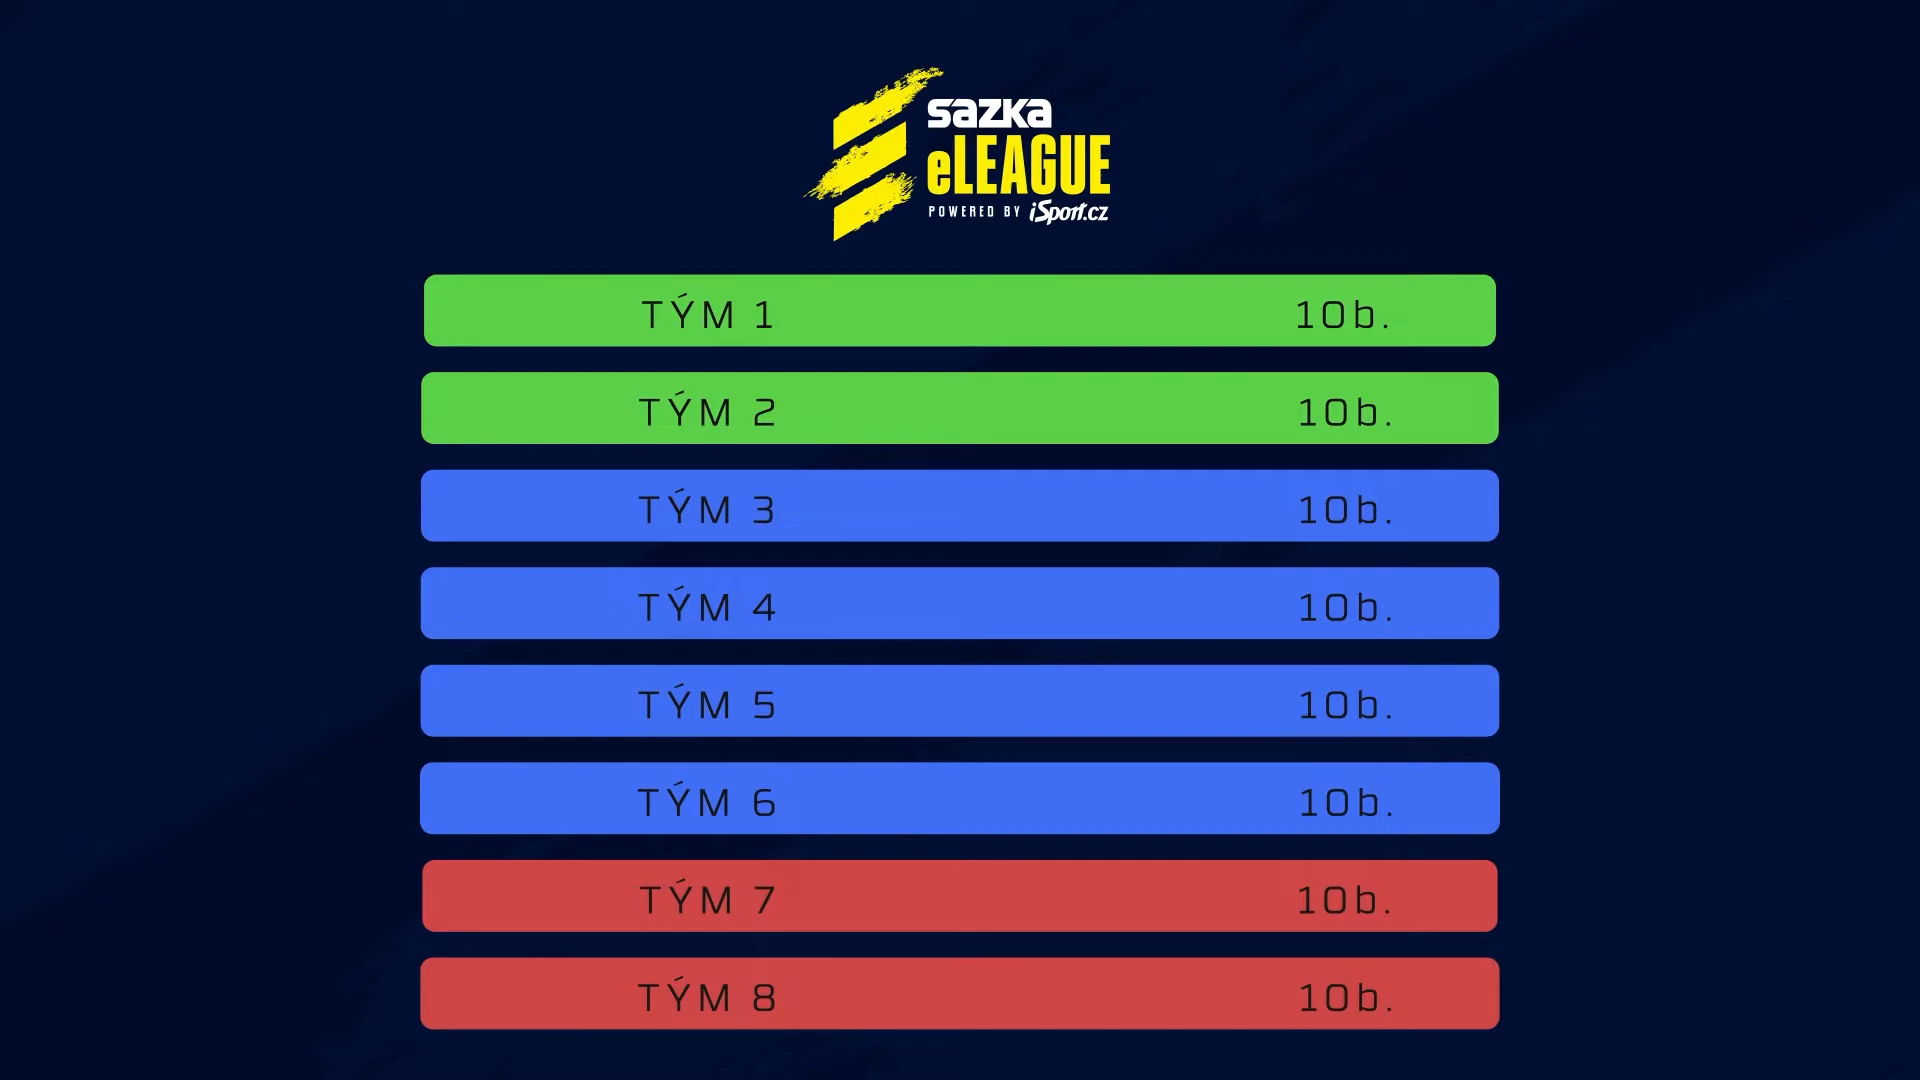 sazka
eLEAGUE
POWERED BY iSport.cz
TÝM 1 10b.
TÝM 2 10b.
TÝM 3 10b.
TÝM 4 10b.
TÝM 5 10b.
TÝM 6 10b.
TÝM 7 10b.
TÝM 8 10b.